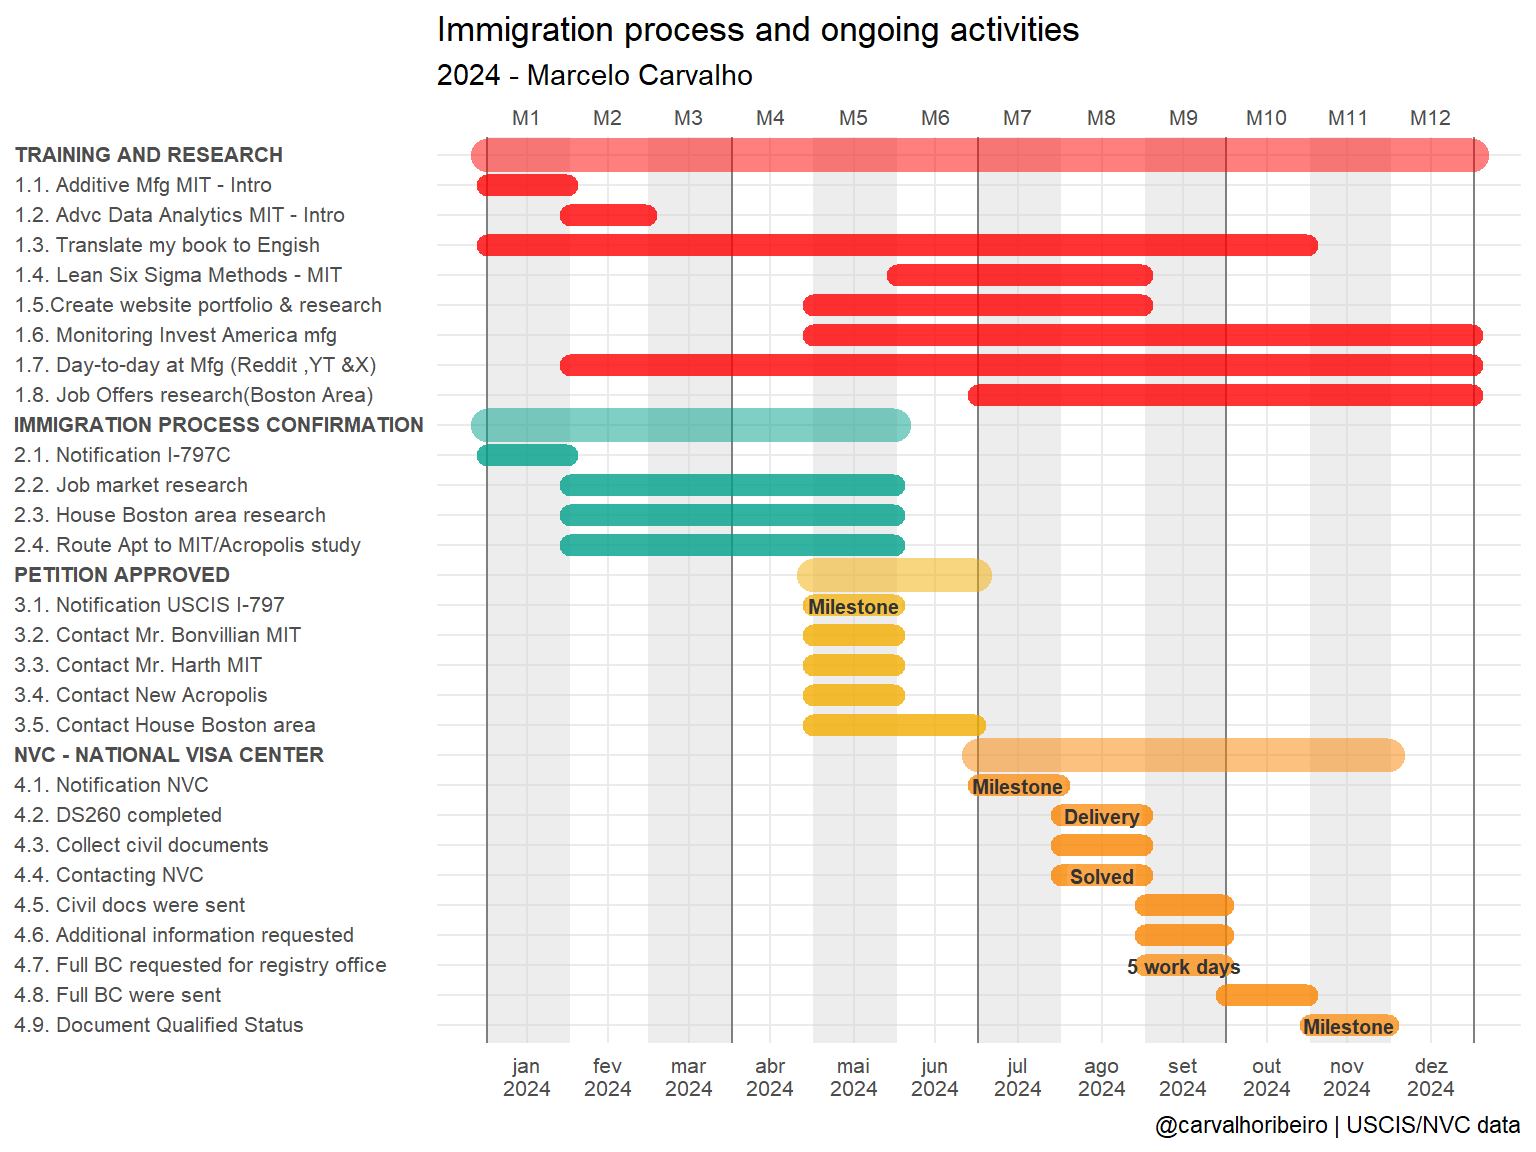 Immigration process and ongoing activities
2024 - Marcelo Carvalho
M1 M2 M3 M4 M5 M6 M7 M8 M9 M10 M11 M12
TRAINING AND RESEARCH
1.1. Additive Mfg MIT - Intro
1.2. Advc Data Analytics MIT - Intro
1.3. Translate my book to Engish
1.4. Lean Six Sigma Methods - MIT
1.5.Create website portfolio & research
1.6. Monitoring Invest America mfg
1.7. Day-to-day at Mfg (Reddit ,YT &X)
1.8. Job Offers research(Boston Area)
IMMIGRATION PROCESS CONFIRMATION
2.1. Notification I-797C
2.2. Job market research
2.3. House Boston area research
2.4. Route Apt to MIT/Acropolis study
PETITION APPROVED
3.1. Notification USCIS I-797 Milestone
3.2. Contact Mr. Bonvillian MIT
3.3. Contact Mr. Harth MIT
3.4. Contact New Acropolis
3.5. Contact House Boston area
NVC - NATIONAL VISA CENTER
4.1. Notification NVC Milestone
4.2. DS260 completed Delivery
4.3. Collect civil documents
4.4. Contacting NVC Solved
4.5. Civil docs were sent
4.6. Additional information requested
4.7. Full BC requested for registry office 5 work days
4.8. Full BC were sent
4.9. Document Qualified Status Milestone
jan fev mar abr mai jun jul ago set out nov dez
2024 2024 2024 2024 2024 2024 2024 2024 2024 2024 2024 2024
@carvalhoribeiro | USCIS/NVC data